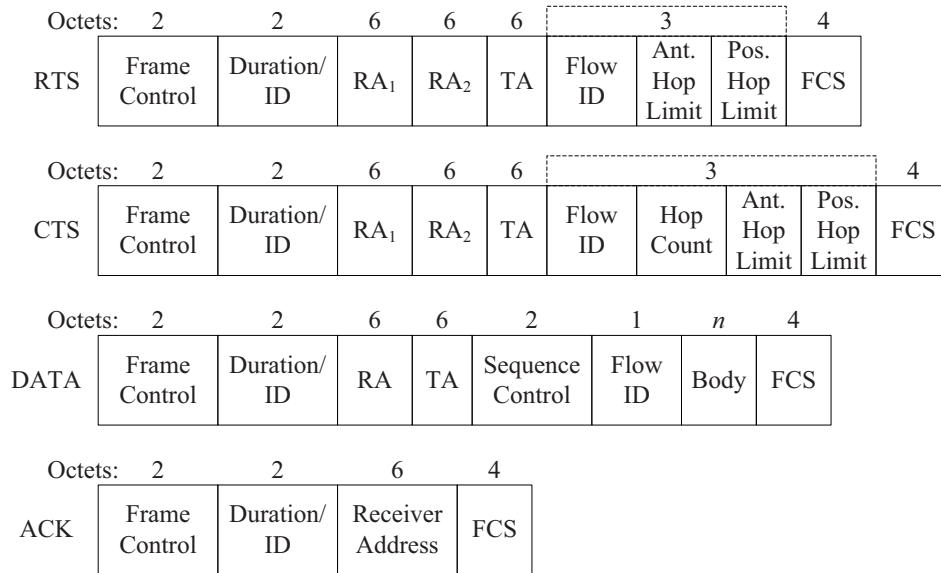 Octets: 2 2 6 6 6 3 4
RTS
Frame Control
Duration/ ID
RA₁
RA₂
TA
Flow ID
Ant. Hop Limit
Pos. Hop Limit
FCS
Octets: 2 2 6 6 6 3 4
CTS
Frame Control
Duration/ ID
RA₁
RA₂
TA
Flow ID
Hop Count
Ant. Hop Limit
Pos. Hop Limit
FCS
Octets: 2 2 6 6 2 1 n 4
DATA
Frame Control
Duration/ ID
RA
TA
Sequence Control
Flow ID
Body
FCS
Octets: 2 2 6 4
ACK
Frame Control
Duration/ ID
Receiver Address
FCS